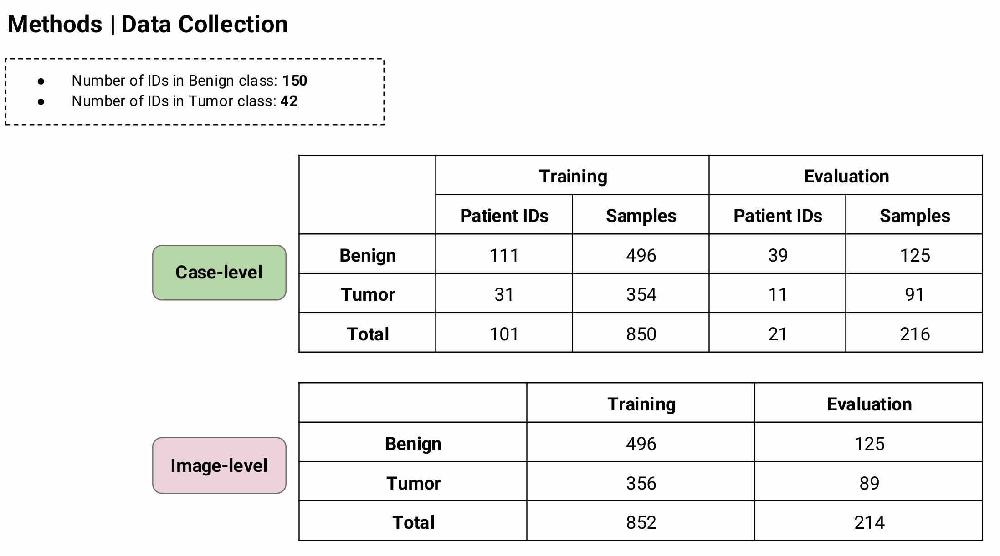 Methods | Data Collection
● Number of IDs in Benign class: 150
● Number of IDs in Tumor class: 42
Training Evaluation
Patient IDs Samples Patient IDs Samples
Case-level
Benign 111 496 39 125
Tumor 31 354 11 91
Total 101 850 21 216
Image-level
Training Evaluation
Benign 496 125
Tumor 356 89
Total 852 214